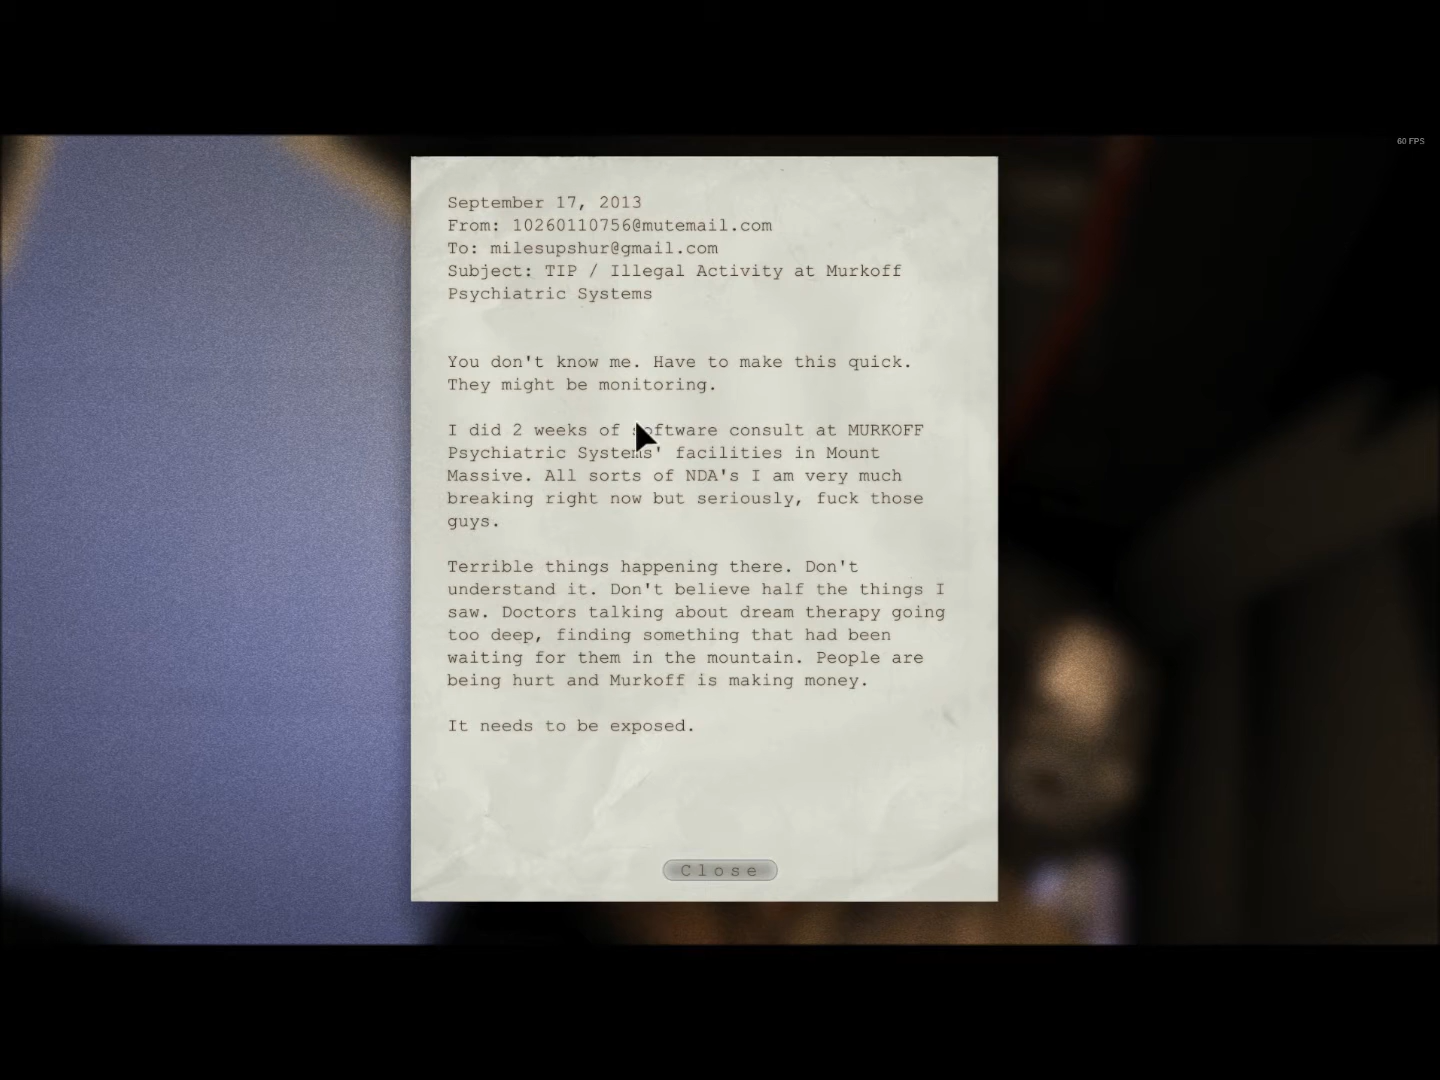 60 FPS
September 17, 2013
From: 10260110756@mutemail.com
To: milesupshur@gmail.com
Subject: TIP / Illegal Activity at Murkoff
Psychiatric Systems
You don't know me. Have to make this quick.
They might be monitoring.
I did 2 weeks of software consult at MURKOFF
Psychiatric Systems' facilities in Mount
Massive. All sorts of NDA's I am very much
breaking right now but seriously, fuck those
guys.
Terrible things happening there. Don't
understand it. Don't believe half the things I
saw. Doctors talking about dream therapy going
too deep, finding something that had been
waiting for them in the mountain. People are
being hurt and Murkoff is making money.
It needs to be exposed.
Close